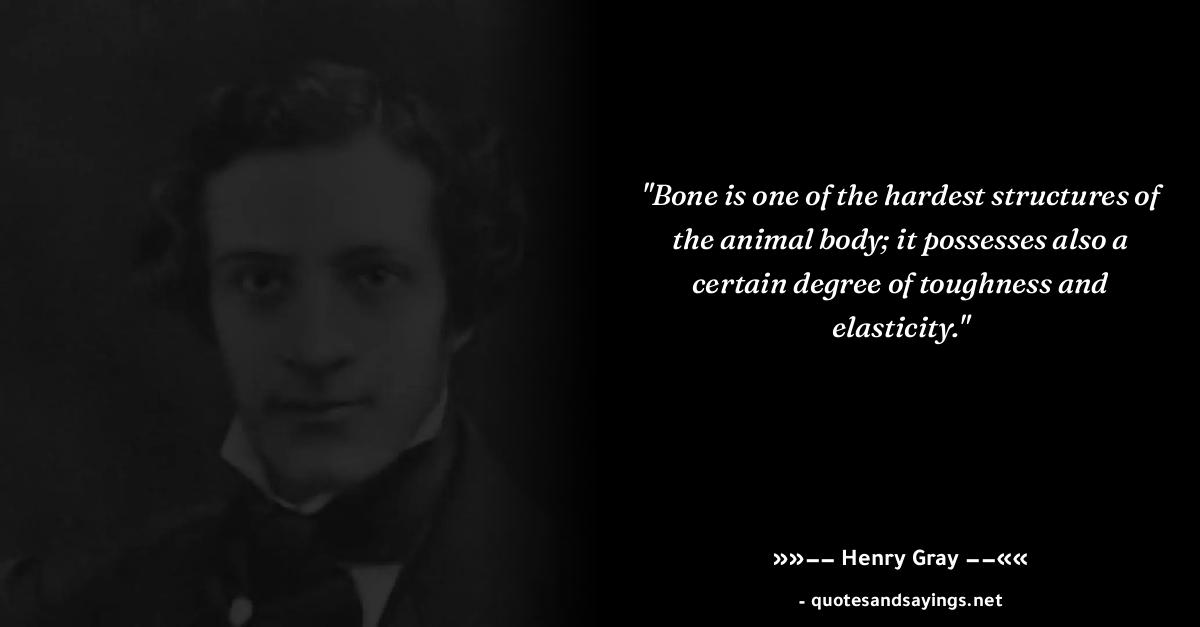 "Bone is one of the hardest structures of
the animal body; it possesses also a
certain degree of toughness and
elasticity."
»»−− Henry Gray −−««
- quotesandsayings.net